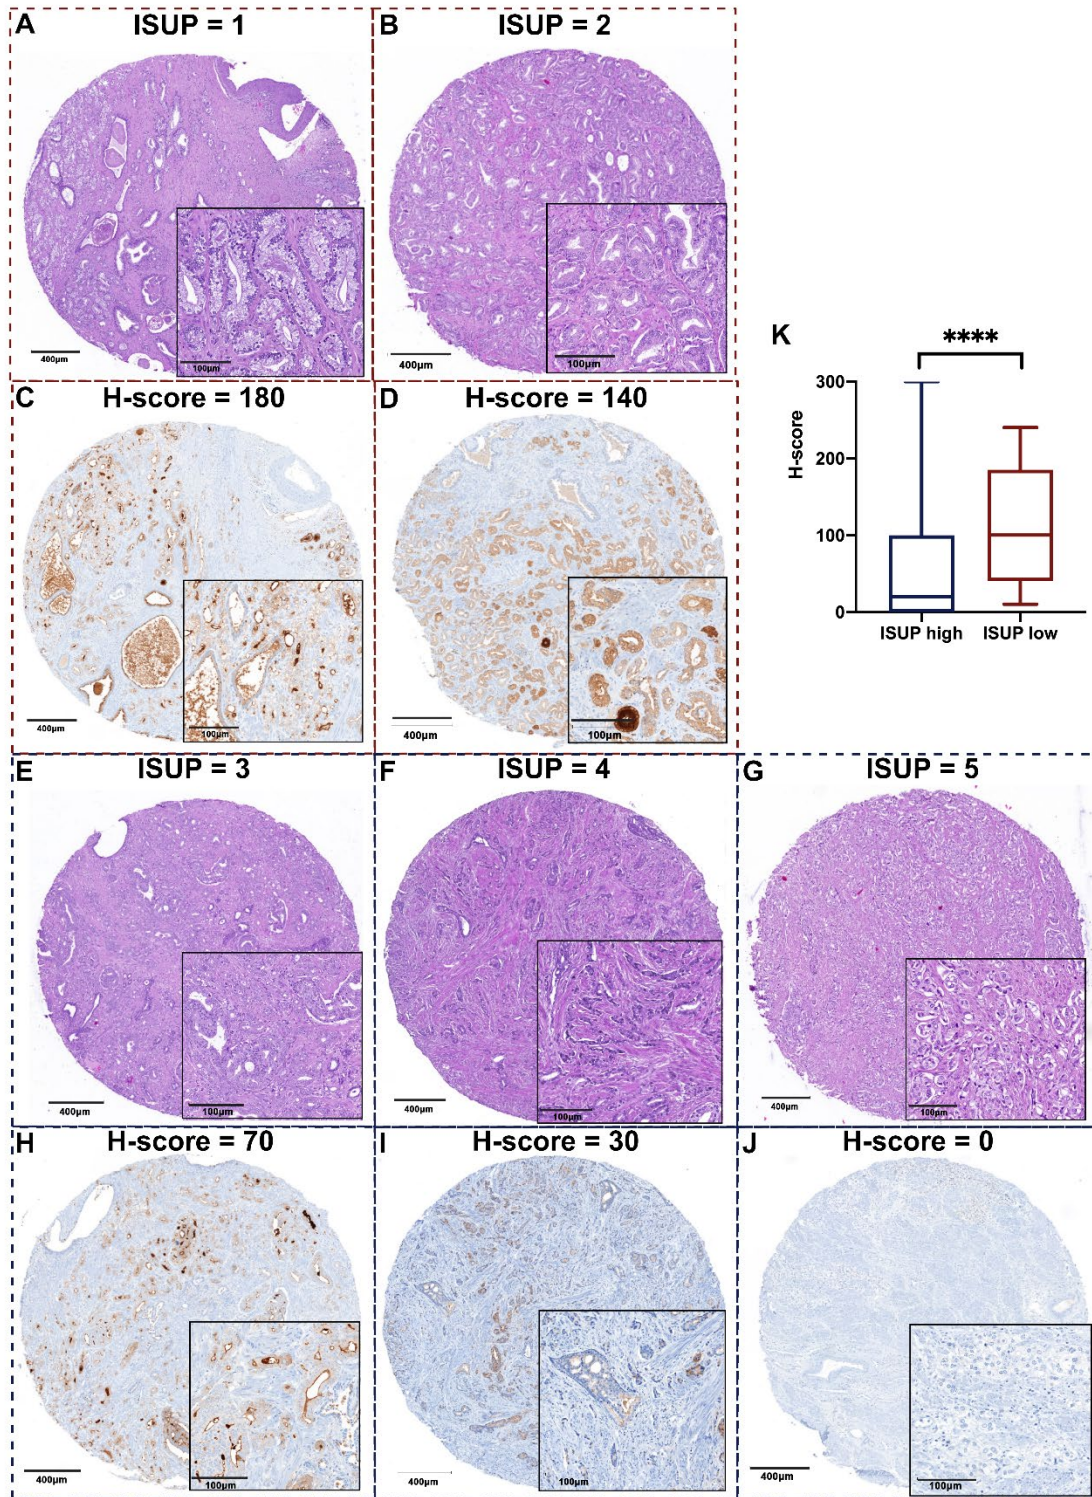 A ISUP = 1
B ISUP = 2
400µm
100µm
400µm
100µm
C H-score = 180
D H-score = 140
400µm
100µm
400µm
100µm
K
****
H-score
300
200
100
0
ISUP high
ISUP low
E ISUP = 3
F ISUP = 4
G ISUP = 5
400µm
100µm
400µm
100µm
400µm
100µm
H H-score = 70
I H-score = 30
J H-score = 0
400µm
100µm
400µm
100µm
400µm
100µm